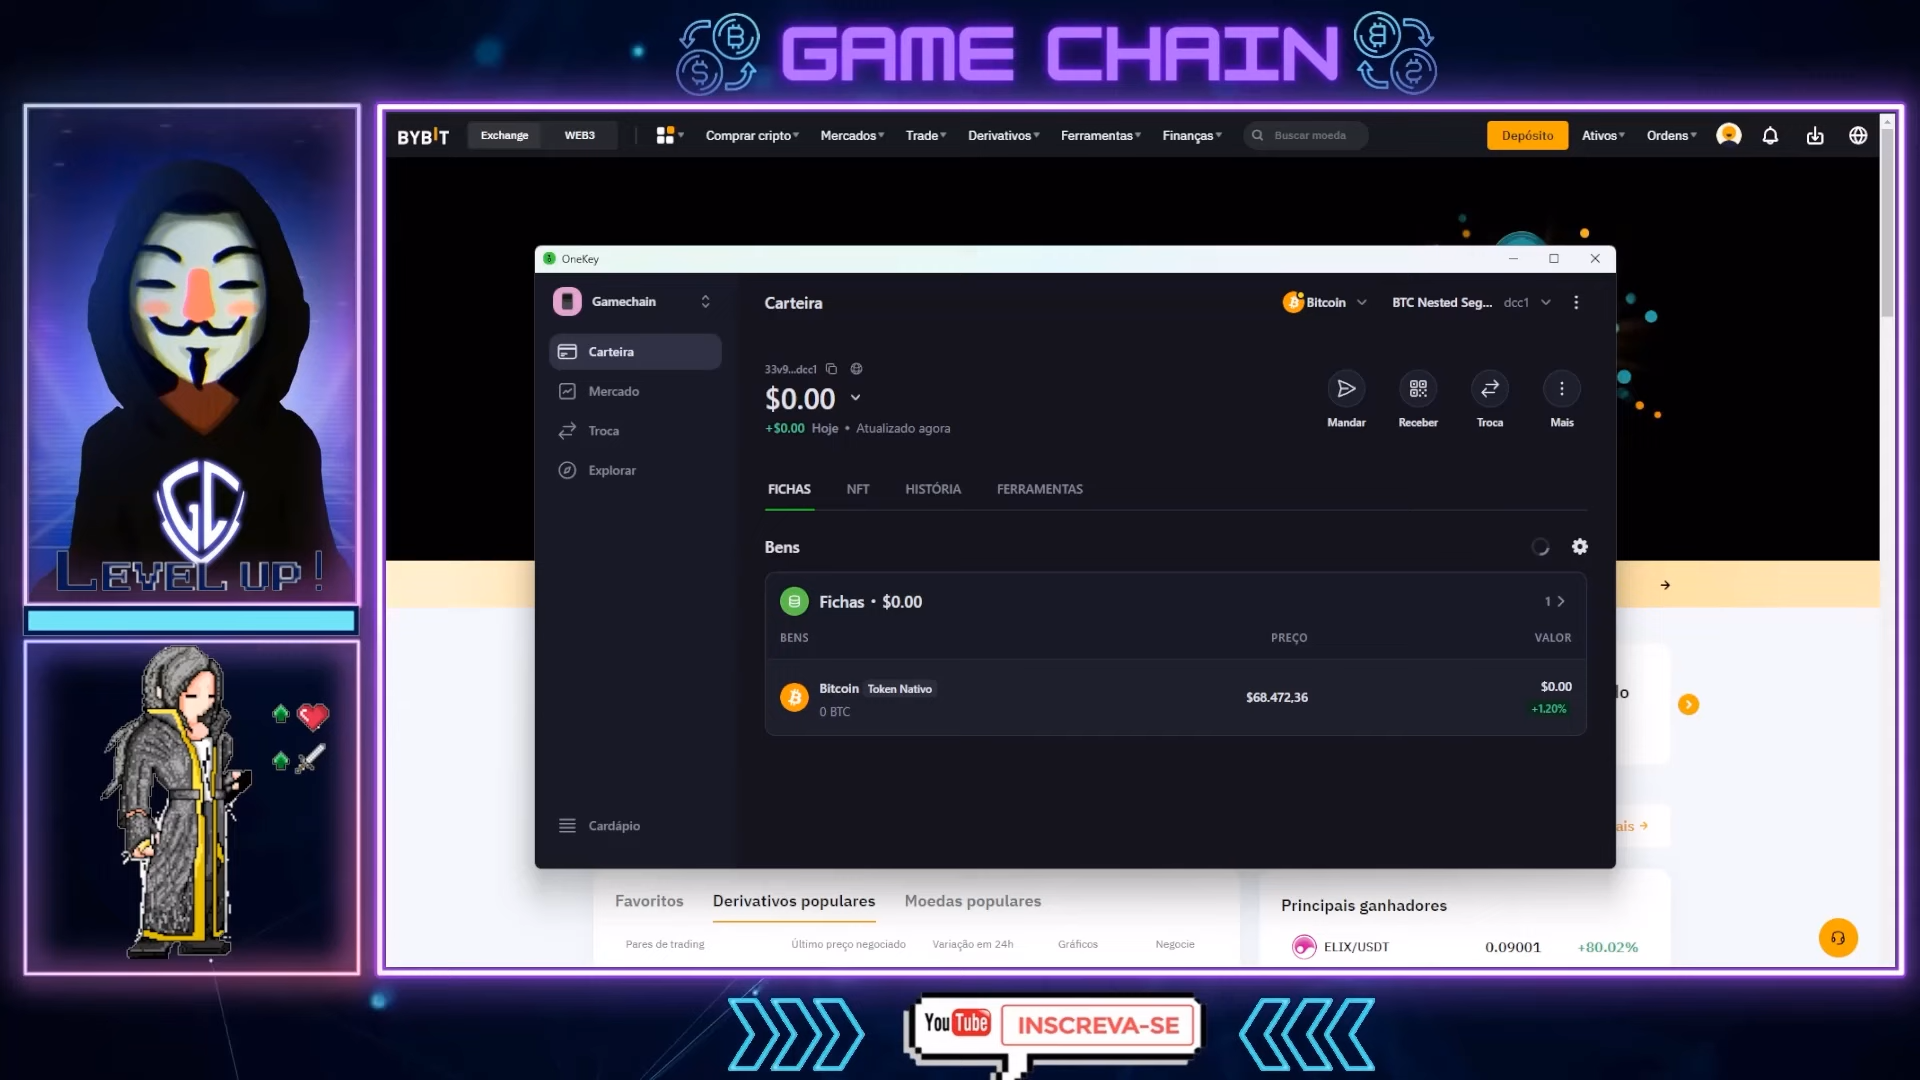 GAME CHAIN
GC
LEVEL UP!
BYBIT
Exchange
WEB3
Comprar cripto
Mercados
Trade
Derivativos
Ferramentas
Finanças
Buscar moeda
Depósito
Ativos
Ordens
OneKey
Gamechain
Carteira
Mercado
Troca
Explorar
Cardápio
Carteira
Bitcoin
BTC Nested Seg...
dcc1
33v9...dcc1
$0.00
+$0.00 Hoje • Atualizado agora
Mandar
Receber
Troca
Mais
FICHAS
NFT
HISTÓRIA
FERRAMENTAS
Bens
Fichas • $0.00
1
BENS
PREÇO
VALOR
Bitcoin
Token Nativo
0 BTC
$68.472,36
$0.00
+1.20%
lo
ais
Favoritos
Derivativos populares
Moedas populares
Pares de trading
Último preço negociado
Variação em 24h
Gráficos
Negocie
Principais ganhadores
ELIX/USDT
0.09001
+80.02%
YouTube
INSCREVA-SE